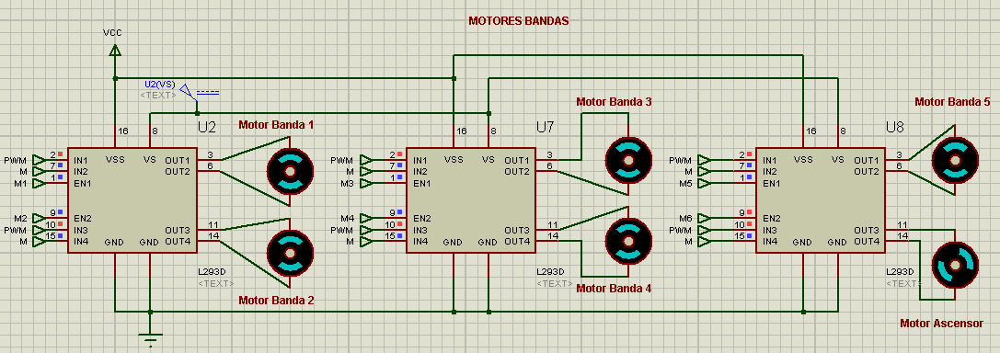 MOTORES BANDAS
VCC
U2(VS)
<TEXT>
U2
Motor Banda 1
16
8
VSS
VS
PWM
2
IN1
M
7
IN2
M1
1
EN1
M2
9
EN2
PWM
10
IN3
M
15
IN4
OUT1
3
OUT2
6
OUT3
11
OUT4
14
GND
GND
L293D
<TEXT>
Motor Banda 2
U7
Motor Banda 3
16
8
VSS
VS
PWM
2
IN1
M
7
IN2
M3
1
EN1
M4
9
EN2
PWM
10
IN3
M
15
IN4
OUT1
3
OUT2
6
OUT3
11
OUT4
14
GND
GND
L293D
<TEXT>
Motor Banda 4
U8
Motor Banda 5
16
8
VSS
VS
PWM
2
IN1
M
7
IN2
M5
1
EN1
M6
9
EN2
PWM
10
IN3
M
15
IN4
OUT1
3
OUT2
6
OUT3
11
OUT4
14
GND
GND
L293D
<TEXT>
Motor Ascensor